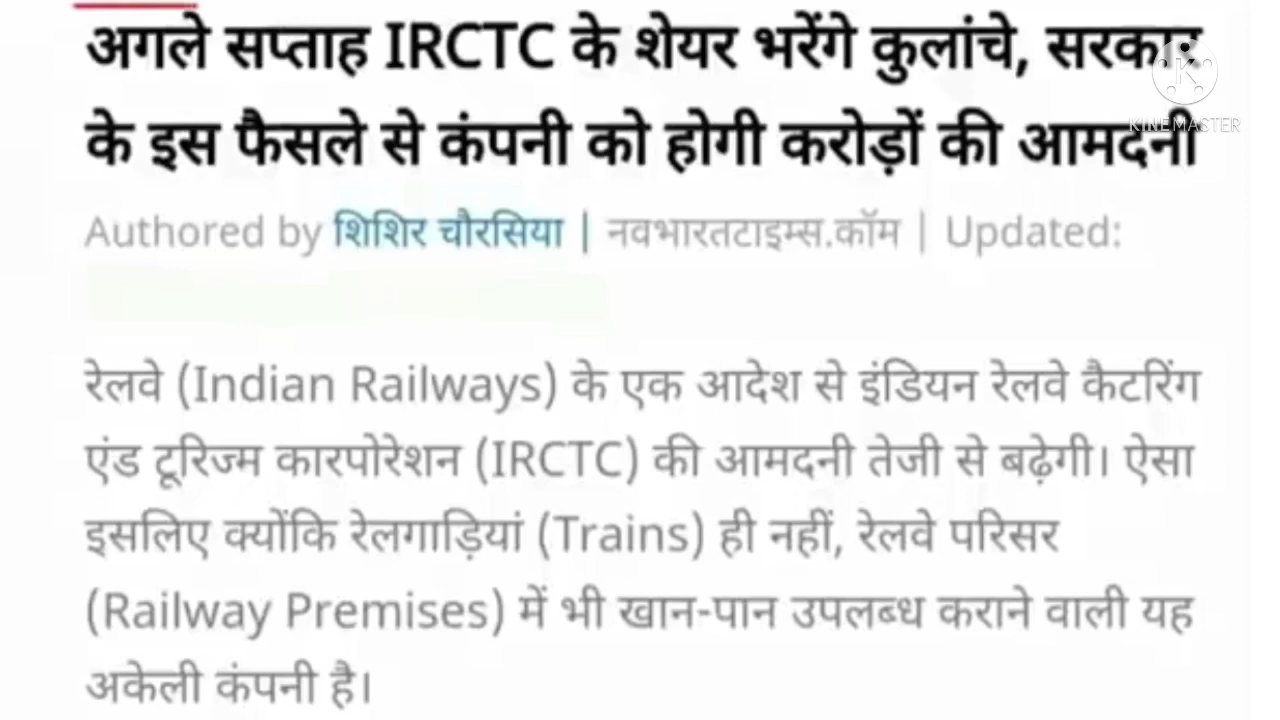 अगले सप्ताह IRCTC के शेयर भरेंगे कुलांचे, सरकार
के इस फैसले से कंपनी को होगी करोड़ों की आमदनी
KINEMASTER
Authored by शिशिर चौरसिया | नवभारतटाइम्स.कॉम | Updated:
रेलवे (Indian Railways) के एक आदेश से इंडियन रेलवे कैटरिंग
एंड टूरिज्म कारपोरेशन (IRCTC) की आमदनी तेजी से बढ़ेगी। ऐसा
इसलिए क्योंकि रेलगाड़ियां (Trains) ही नहीं, रेलवे परिसर
(Railway Premises) में भी खान-पान उपलब्ध कराने वाली यह
अकेली कंपनी है।